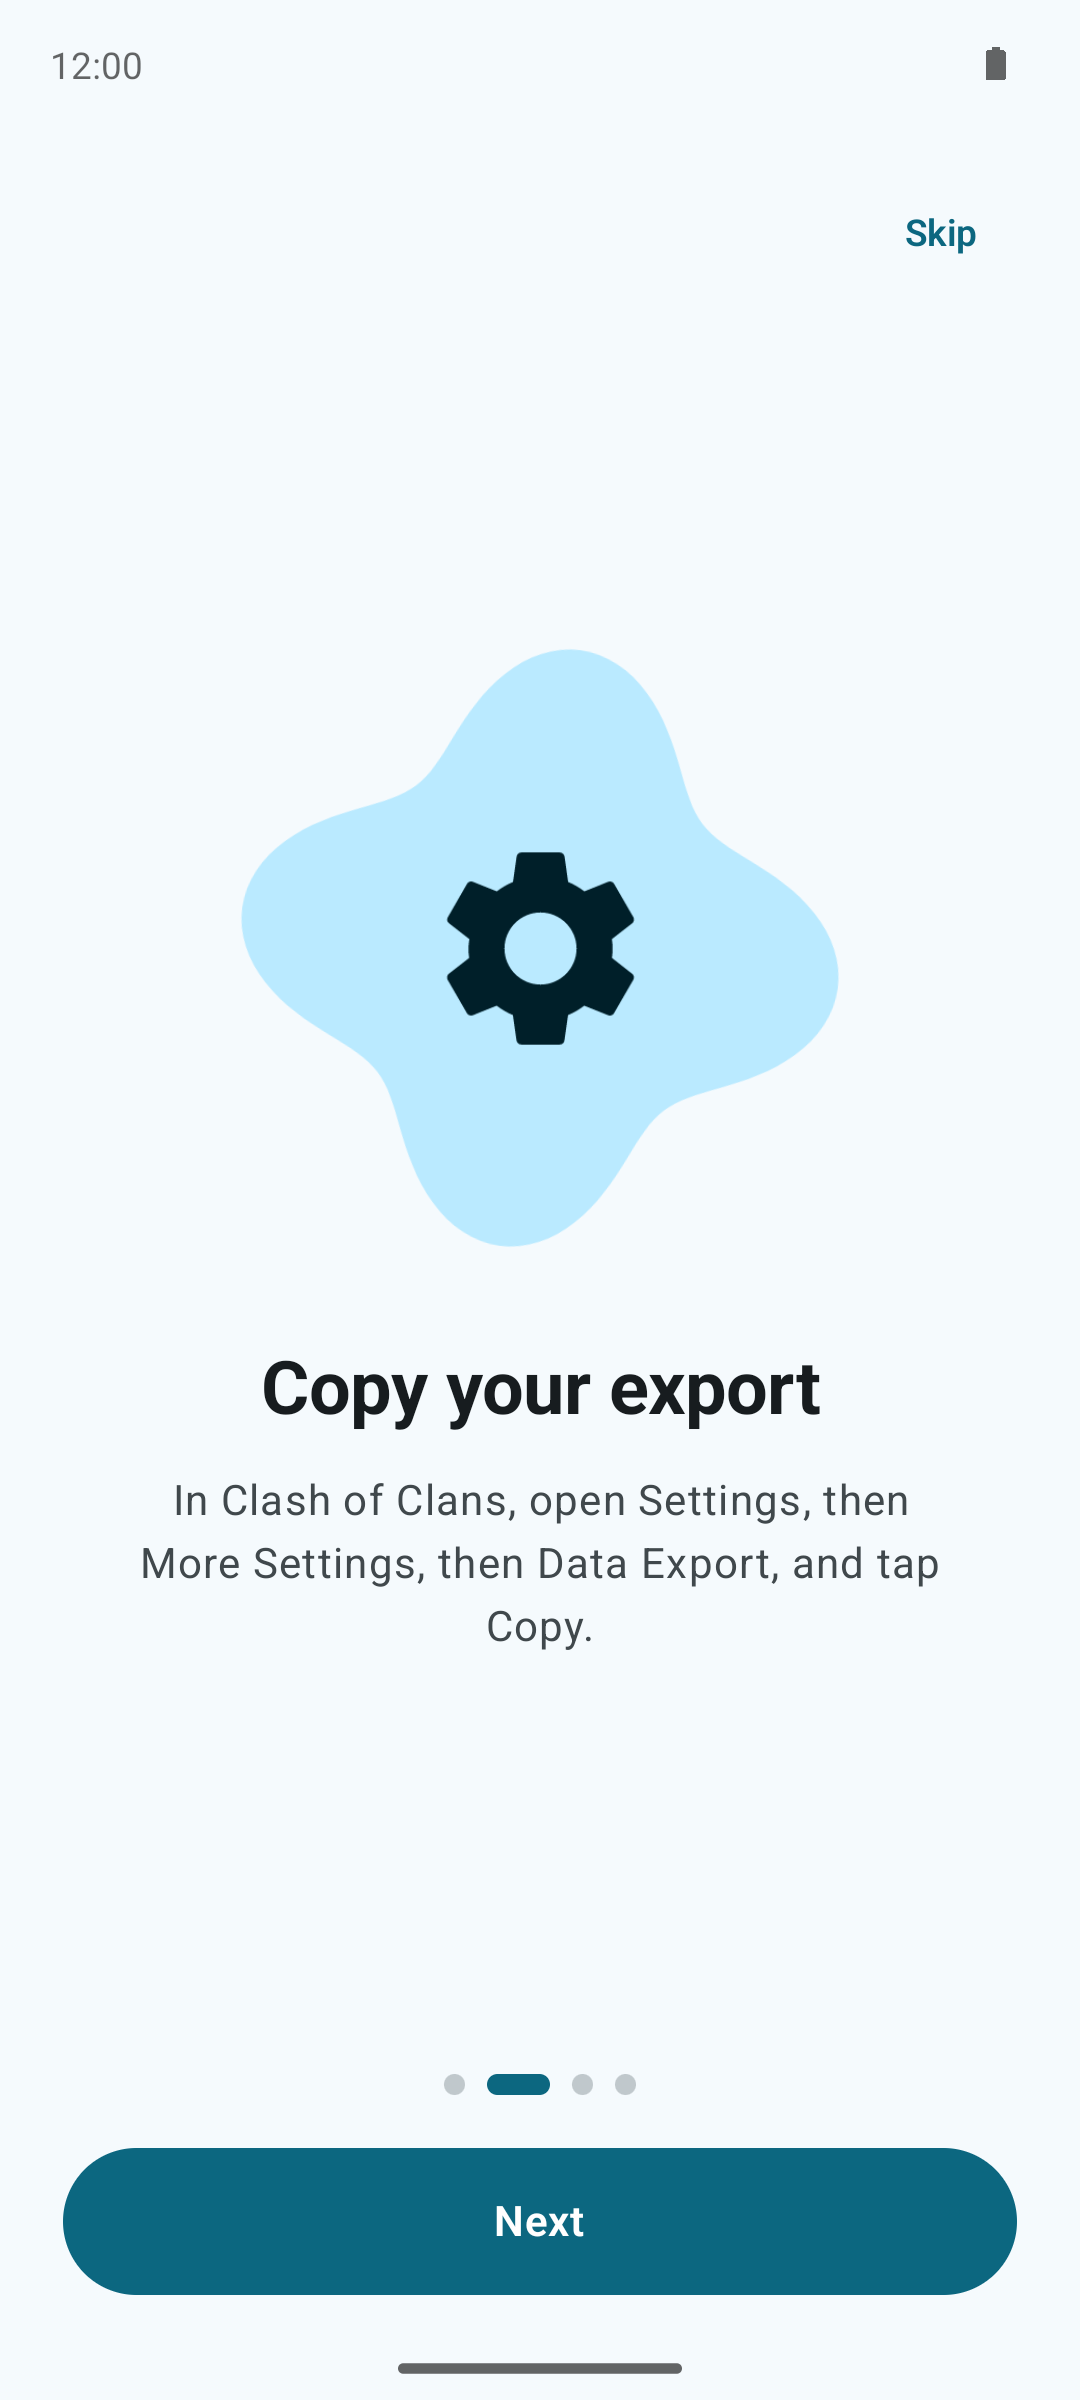 12:00
Skip
Copy your export
In Clash of Clans, open Settings, then
More Settings, then Data Export, and tap
Copy.
Next